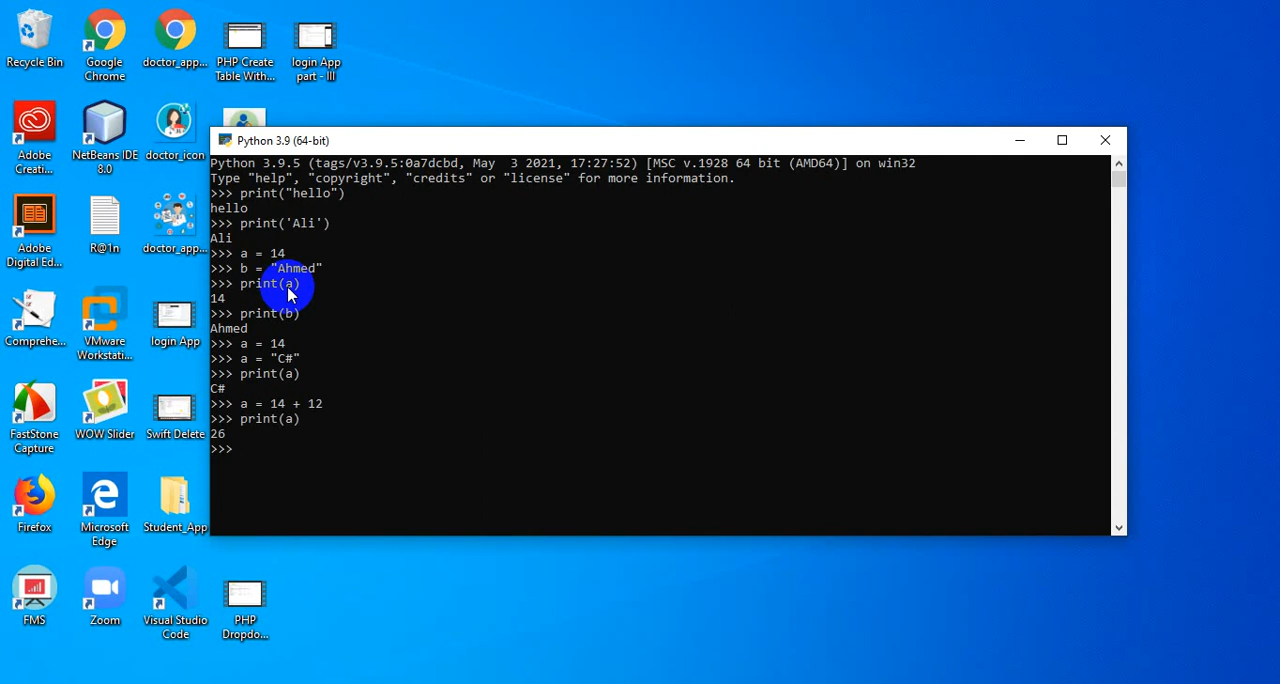 Recycle Bin
Google
Chrome
doctor_app...
PHP Create
Table With...
login App
part - III
Adobe
Creati...
NetBeans IDE
8.0
doctor_icon
Adobe
Digital Ed...
R@1n
doctor_app...
Comprehe...
VMware
Workstati...
login App
FastStone
Capture
WOW Slider
Swift Delete
Firefox
Microsoft
Edge
Student_App
FMS
Zoom
Visual Studio
Code
PHP
Dropdo...
Python 3.9 (64-bit)
Python 3.9.5 (tags/v3.9.5:0a7dcbd, May  3 2021, 17:27:52) [MSC v.1928 64 bit (AMD64)] on win32
Type "help", "copyright", "credits" or "license" for more information.
>>> print("hello")
hello
>>> print('Ali')
Ali
>>> a = 14
>>> b = "Ahmed"
>>> print(a)
14
>>> print(b)
Ahmed
>>> a = 14
>>> a = "C#"
>>> print(a)
C#
>>> a = 14 + 12
>>> print(a)
26
>>>